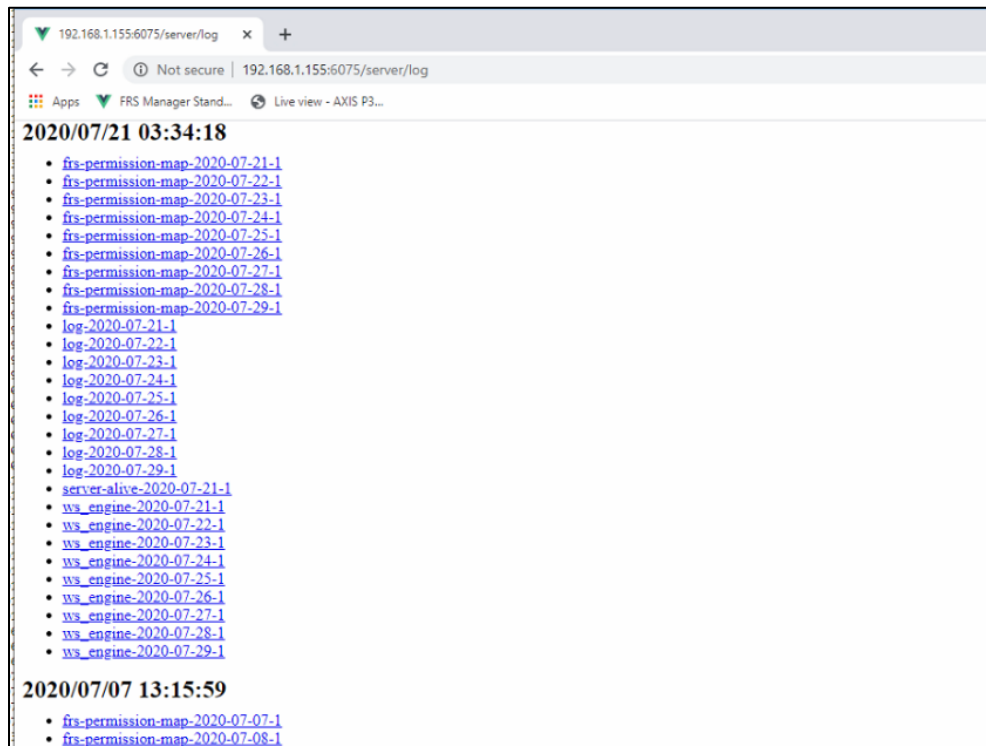 192.168.1.155:6075/server/log
Not secure | 192.168.1.155:6075/server/log
Apps FRS Manager Stand... Live view - AXIS P3...
2020/07/21 03:34:18
frs-permission-map-2020-07-21-1
frs-permission-map-2020-07-22-1
frs-permission-map-2020-07-23-1
frs-permission-map-2020-07-24-1
frs-permission-map-2020-07-25-1
frs-permission-map-2020-07-26-1
frs-permission-map-2020-07-27-1
frs-permission-map-2020-07-28-1
frs-permission-map-2020-07-29-1
log-2020-07-21-1
log-2020-07-22-1
log-2020-07-23-1
log-2020-07-24-1
log-2020-07-25-1
log-2020-07-26-1
log-2020-07-27-1
log-2020-07-28-1
log-2020-07-29-1
server-alive-2020-07-21-1
ws_engine-2020-07-21-1
ws_engine-2020-07-22-1
ws_engine-2020-07-23-1
ws_engine-2020-07-24-1
ws_engine-2020-07-25-1
ws_engine-2020-07-26-1
ws_engine-2020-07-27-1
ws_engine-2020-07-28-1
ws_engine-2020-07-29-1
2020/07/07 13:15:59
frs-permission-map-2020-07-07-1
frs-permission-map-2020-07-08-1